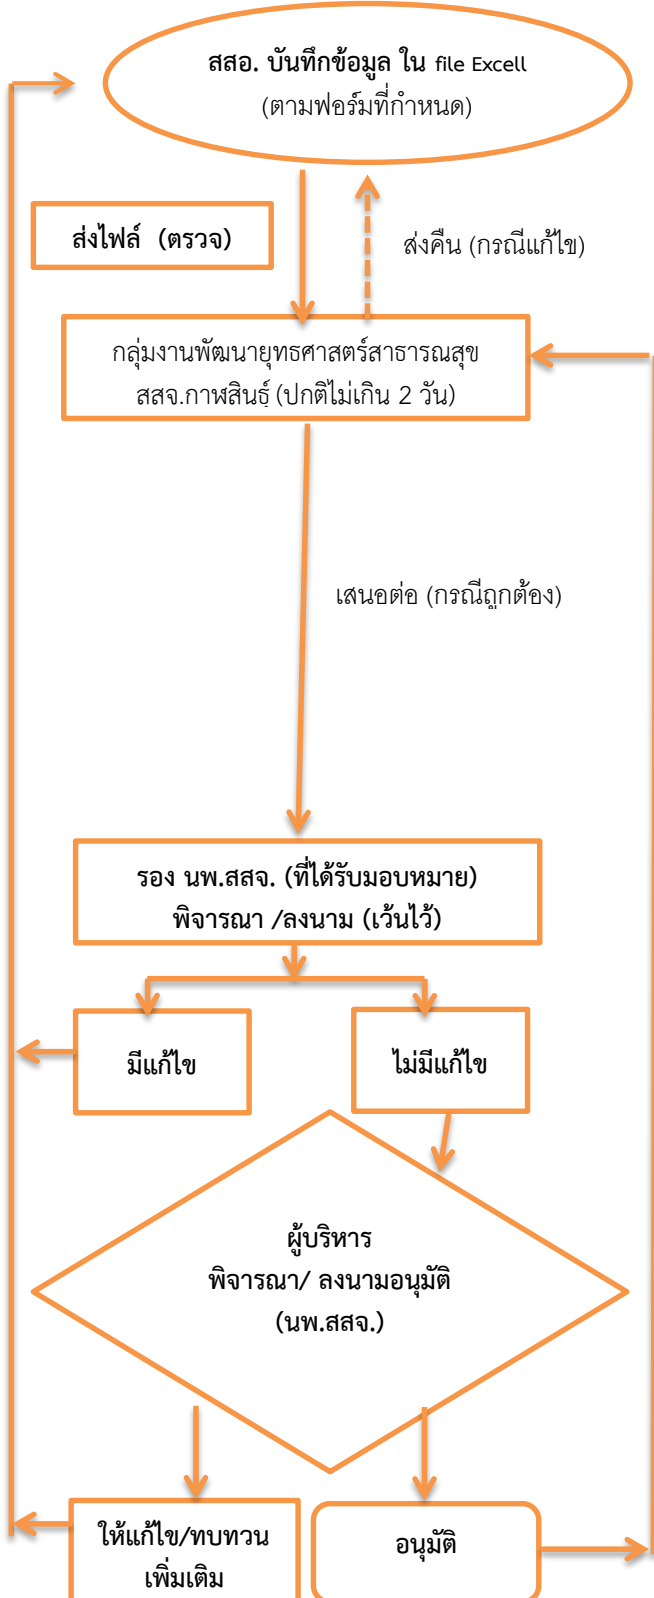 สสอ. บันทึกข้อมูล ใน file Excell
(ตามฟอร์มที่กำหนด)
ส่งไฟล์ (ตรวจ)
ส่งคืน (กรณีแก้ไข)
กลุ่มงานพัฒนายุทธศาสตร์สาธารณสุข
สสจ.กาฬสินธุ์ (ปกติไม่เกิน 2 วัน)
เสนอต่อ (กรณีถูกต้อง)
รอง นพ.สสจ. (ที่ได้รับมอบหมาย)
พิจารณา /ลงนาม (เว้นไว้)
มีแก้ไข
ไม่มีแก้ไข
ผู้บริหาร
พิจารณา/ ลงนามอนุมัติ
(นพ.สสจ.)
ให้แก้ไข/ทบทวน
เพิ่มเติม
อนุมัติ